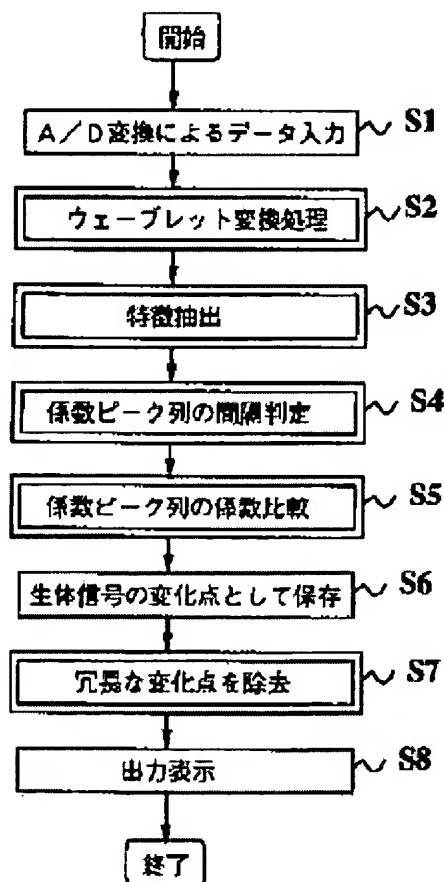 開始
A/D変換によるデータ入力 S1
ウェーブレット変換処理 S2
特徴抽出 S3
係数ピーク列の間隔判定 S4
係数ピーク列の係数比較 S5
生体信号の変化点として保存 S6
冗長な変化点を除去 S7
出力表示 S8
終了